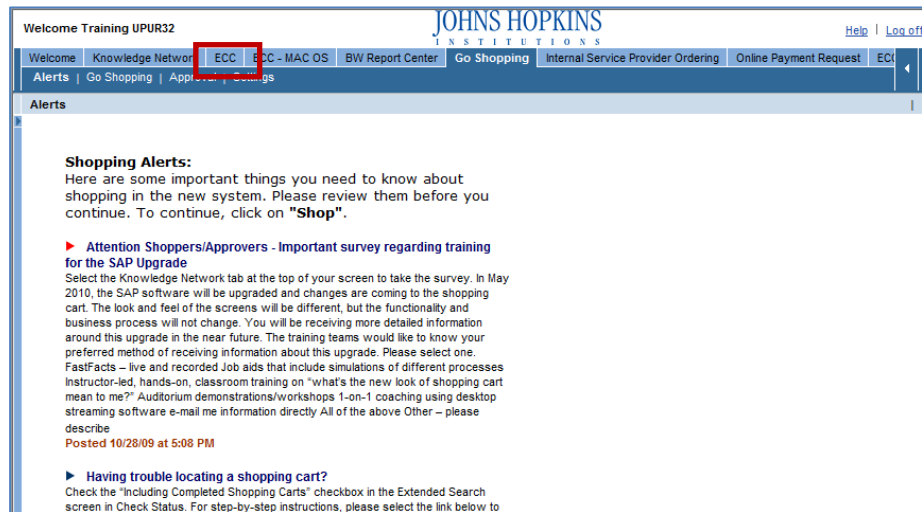 Welcome Training UPUR32
JOHNS HOPKINS
INSTITUTIONS
Help | Log off
Welcome Knowledge Network ECC ECC - MAC OS BW Report Center Go Shopping Internal Service Provider Ordering Online Payment Request
Alerts | Go Shopping | Approval | Settings
Alerts
Shopping Alerts:
Here are some important things you need to know about
shopping in the new system. Please review them before you
continue. To continue, click on "Shop".
Attention Shoppers/Approvers - Important survey regarding training
for the SAP Upgrade
Select the Knowledge Network tab at the top of your screen to take the survey. In May
2010, the SAP software will be upgraded and changes are coming to the shopping
cart. The look and feel of the screens will be different, but the functionality and
business process will not change. You will be receiving more detailed information
around this upgrade in the near future. The training teams would like to know your
preferred method of receiving information about this upgrade. Please select one.
FastFacts – live and recorded Job aids that include simulations of different processes
Instructor-led, hands-on, classroom training on "what's the new look of shopping cart
mean to me?" Auditorium demonstrations/workshops 1-on-1 coaching using desktop
streaming software e-mail me information directly All of the above Other – please
describe
Posted 10/28/09 at 5:08 PM
Having trouble locating a shopping cart?
Check the "Including Completed Shopping Carts" checkbox in the Extended Search
screen in Check Status. For step-by-step instructions, please select the link below to